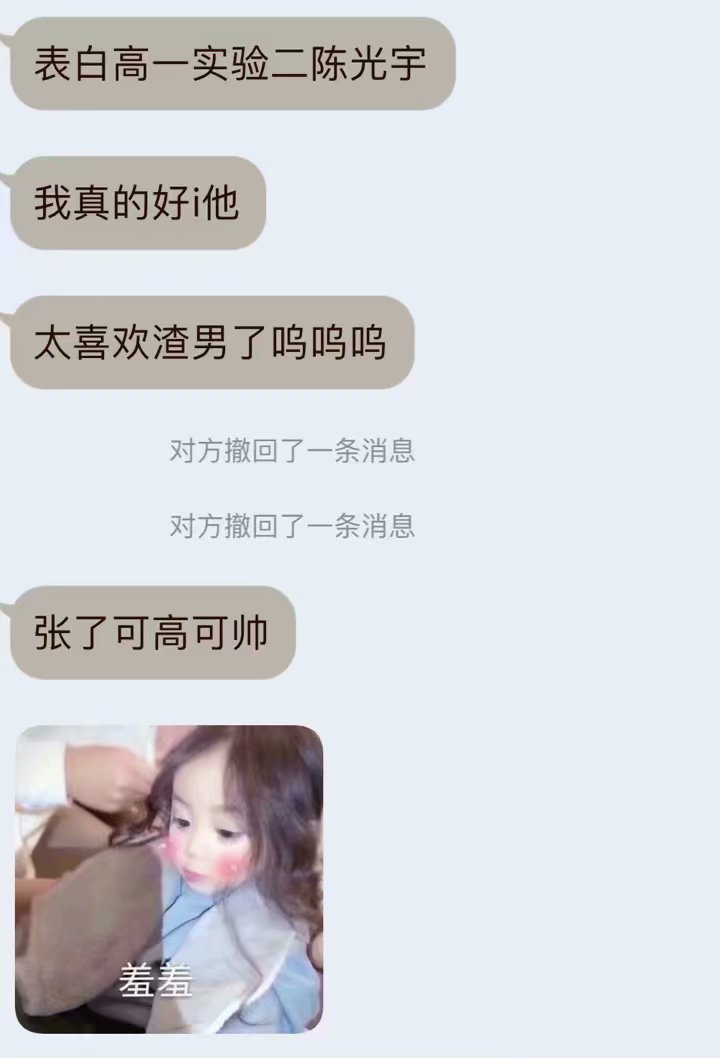 表白高一实验二陈光宇
我真的好i他
太喜欢渣男了呜呜呜
对方撤回了一条消息
对方撤回了一条消息
张了可高可帅
羞羞